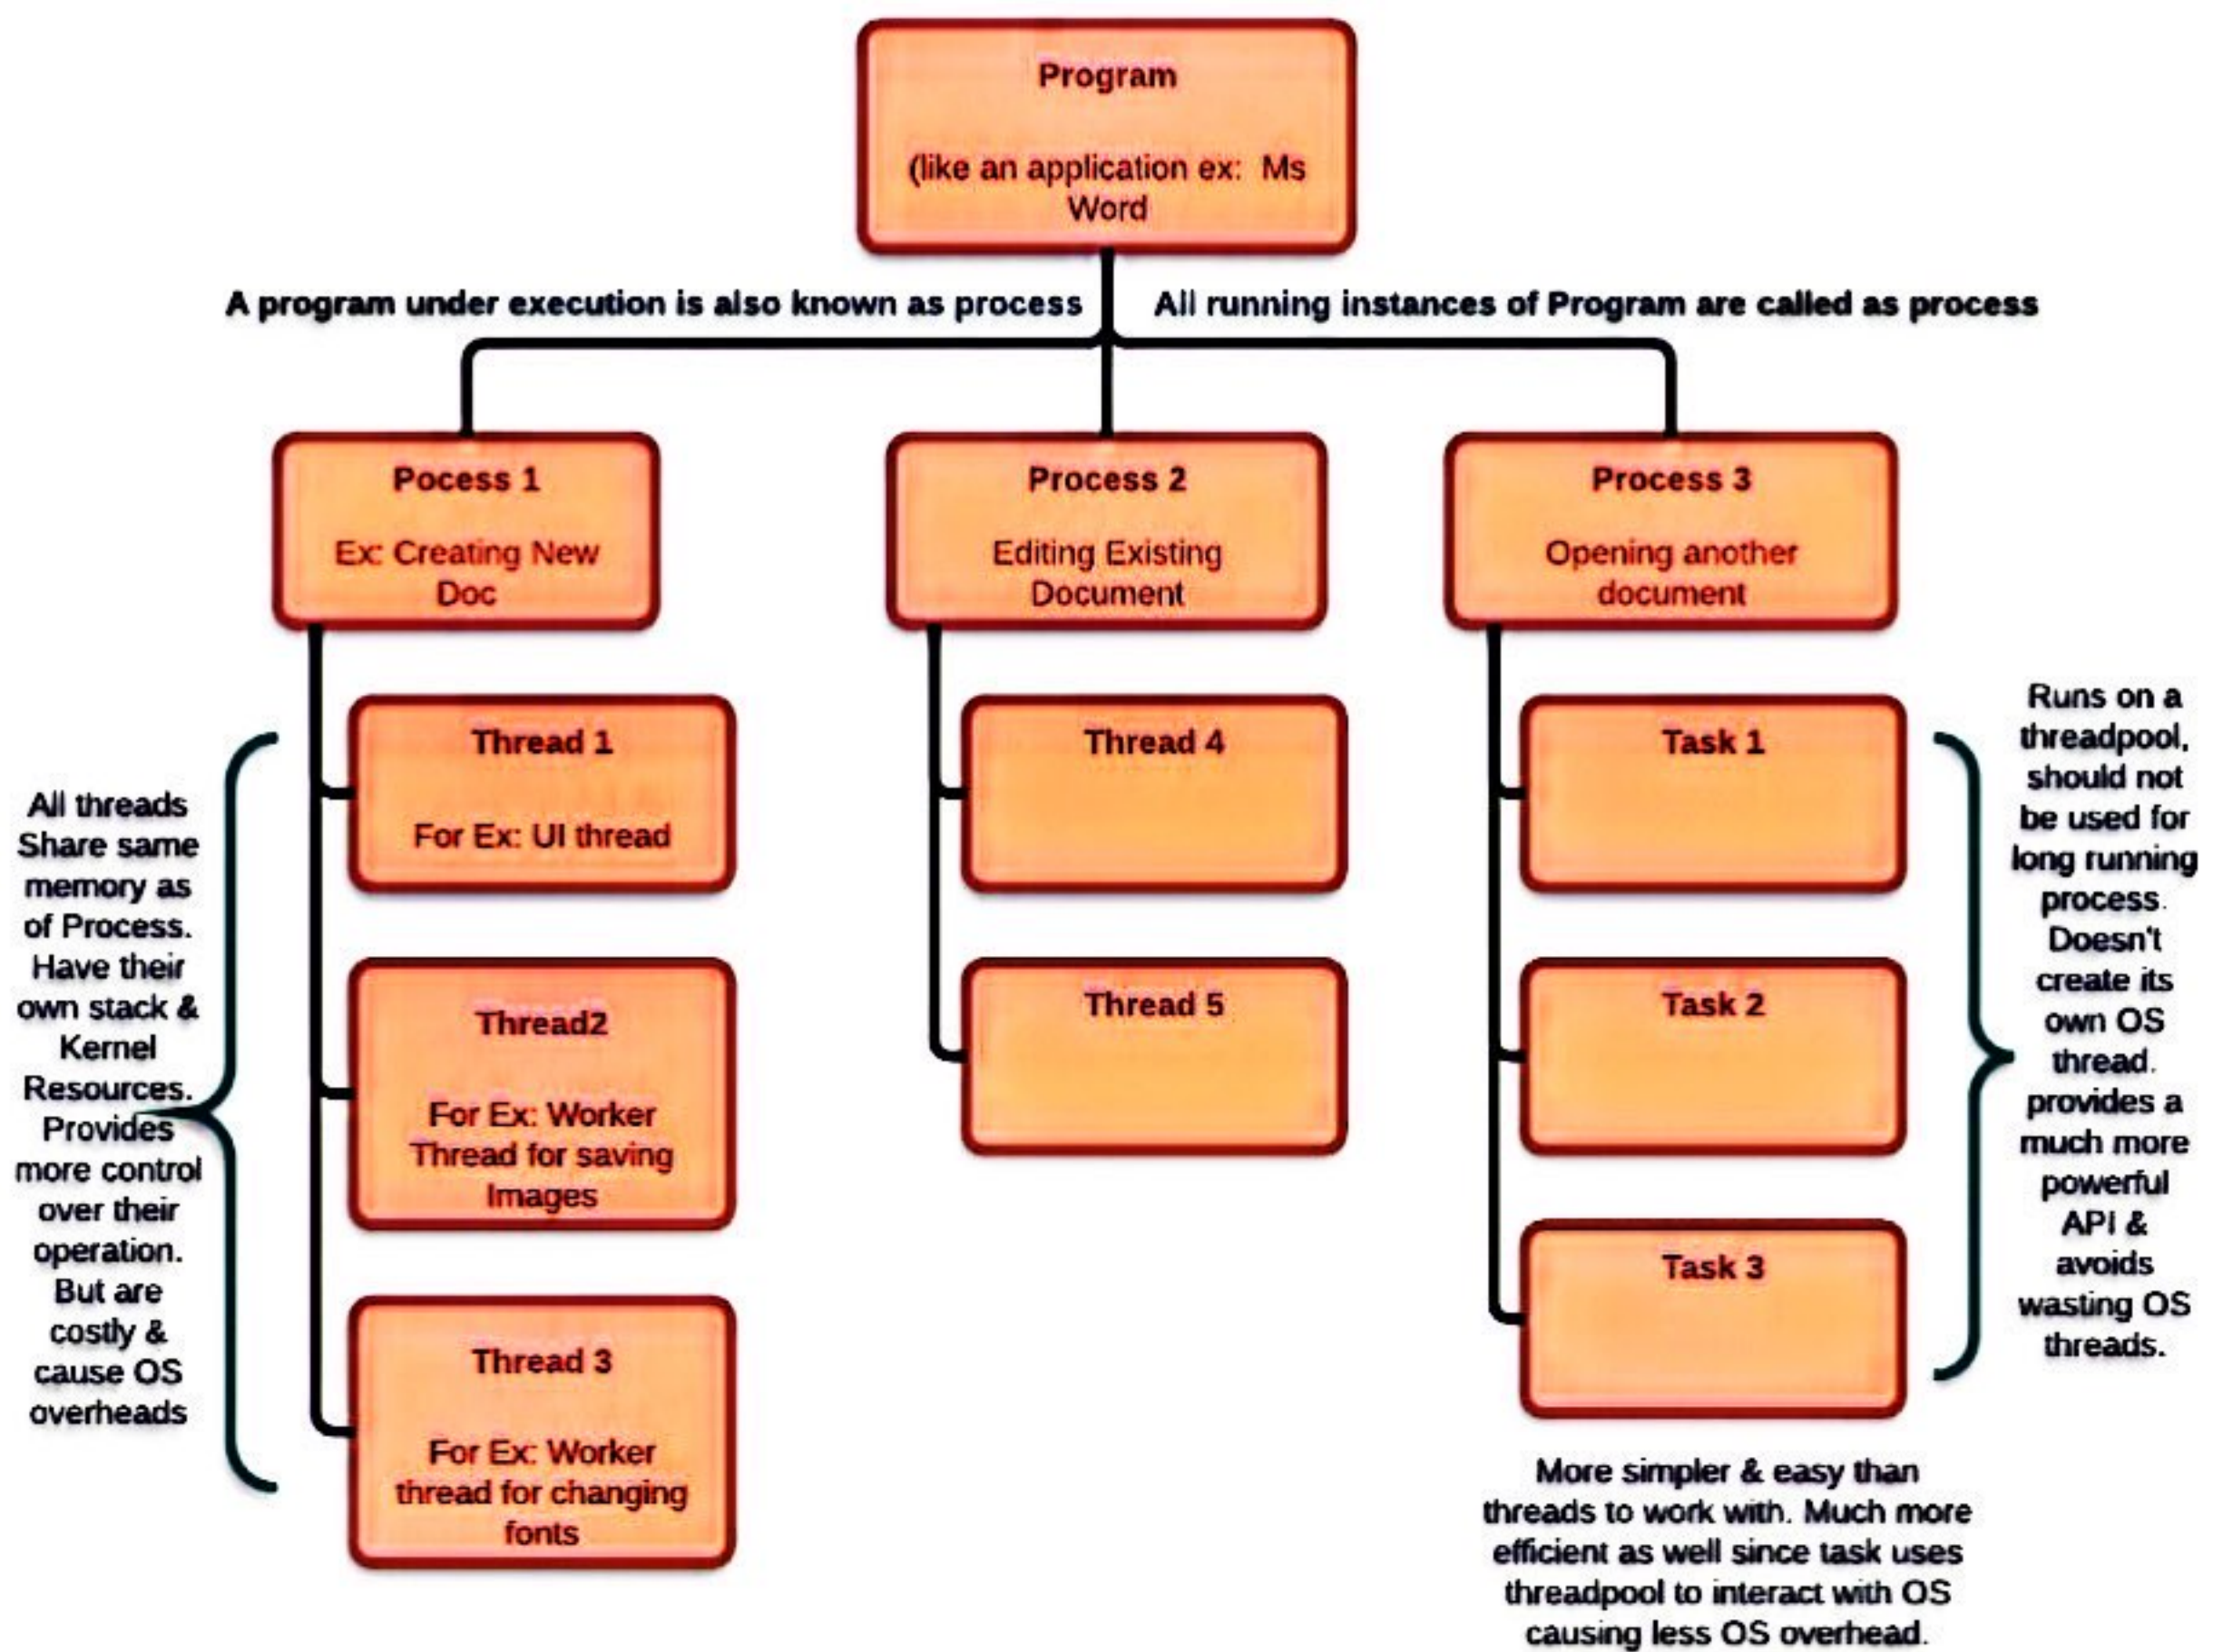 Program
(like an application ex:  Ms
Word
A program under execution is also known as process
All running instances of Program are called as process
Pocess 1
Ex: Creating New
Doc
Process 2
Editing Existing
Document
Process 3
Opening another
document
Thread 1
For Ex: UI thread
Thread2
For Ex: Worker
Thread for saving
Images
Thread 3
For Ex: Worker
thread for changing
fonts
Thread 4
Thread 5
Task 1
Task 2
Task 3
All threads
Share same
memory as
of Process.
Have their
own stack &
Kernel
Resources.
Provides
more control
over their
operation.
But are
costly &
cause OS
overheads
Runs on a
threadpool,
should not
be used for
long running
process.
Doesn't
create its
own OS
thread.
provides a
much more
powerful
API &
avoids
wasting OS
threads.
More simpler & easy than
threads to work with. Much more
efficient as well since task uses
threadpool to interact with OS
causing less OS overhead.